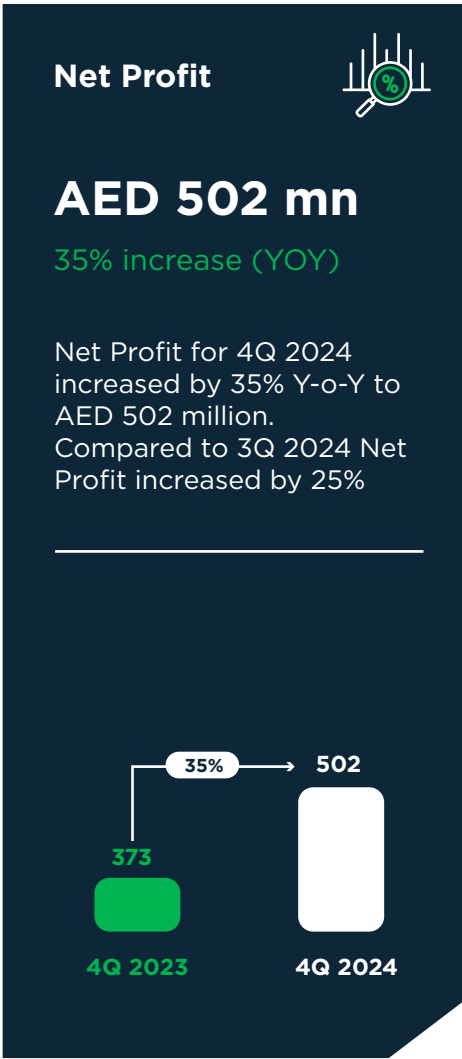 Net Profit
%
AED 502 mn
35% increase (YOY)
Net Profit for 4Q 2024
increased by 35% Y-o-Y to
AED 502 million.
Compared to 3Q 2024 Net
Profit increased by 25%
35%
502
373
4Q 2023
4Q 2024